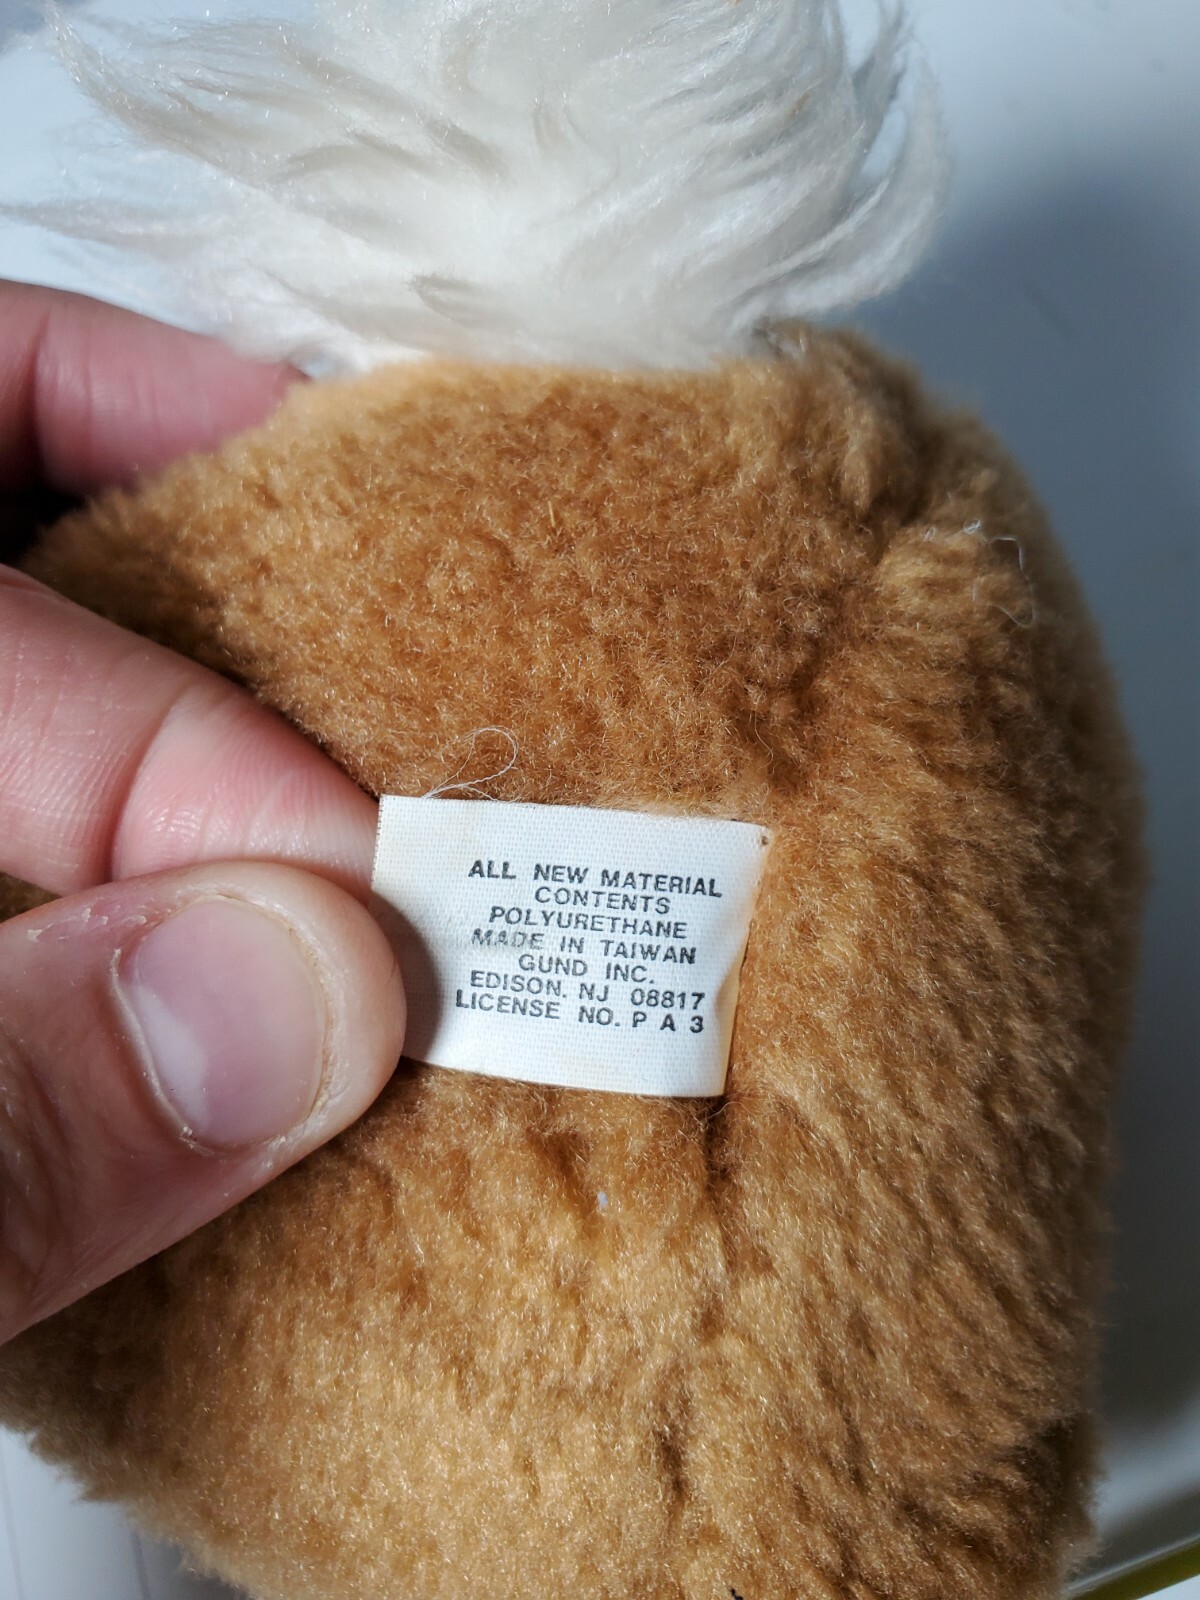 ALL NEW MATERIAL
CONTENTS
POLYURETHANE
MADE IN TAIWAN
GUND INC.
EDISON. NJ 08817
LICENSE NO. P A 3